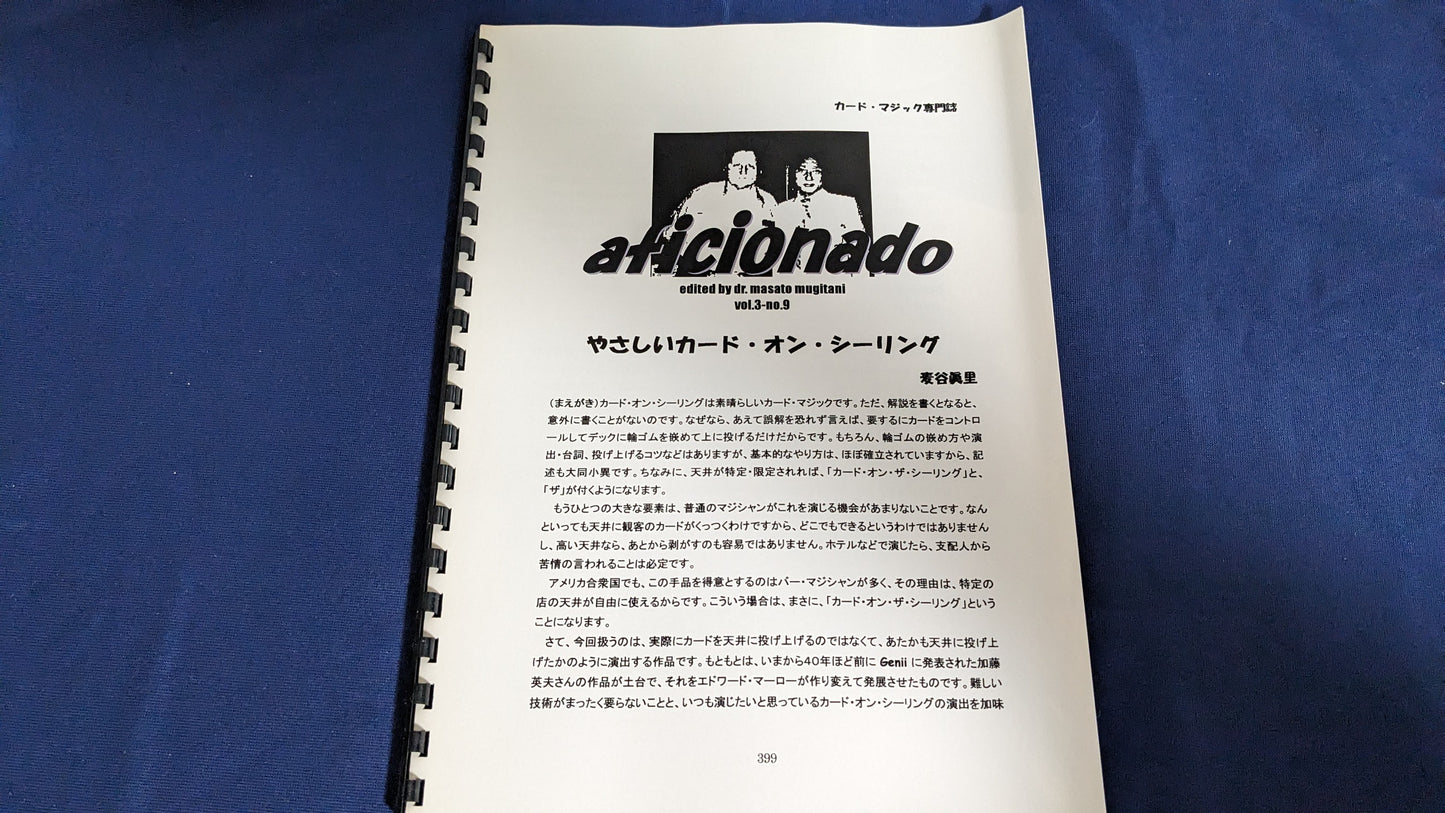 カード・マジック専門誌
aficionado
edited by dr. masato mugitani
vol.3-no.9
やさしいカード・オン・シーリング
麦谷眞里
（まえがき）カード・オン・シーリングは素晴らしいカード・マジックです。ただ、解説を書くとなると、
意外に書くことがないのです。なぜなら、あえて誤解を恐れず言えば、要するにカードをコントロ
ールしてデックに輪ゴムを嵌めて上に投げるだけだからです。もちろん、輪ゴムの嵌め方や演
出・台詞、投げ上げるコツなどはありますが、基本的なやり方は、ほぼ確立されていますから、記
述も大同小異です。ちなみに、天井が特定・限定されれば、「カード・オン・ザ・シーリング」と、
「ザ」が付くようになります。
もうひとつの大きな要素は、普通のマジシャンがこれを演じる機会があまりないことです。なん
といっても天井に観客のカードがくっつくわけですから、どこでもできるというわけではありません
し、高い天井なら、あとから剥がすのも容易ではありません。ホテルなどで演じたら、支配人から
苦情の言われることは必定です。
アメリカ合衆国でも、この手品を得意とするのはバー・マジシャンが多く、その理由は、特定の
店の天井が自由に使えるからです。こういう場合は、まさに、「カード・オン・ザ・シーリング」という
ことになります。
さて、今回扱うのは、実際にカードを天井に投げ上げるのではなくて、あたかも天井に投げ上
げたかのように演出する作品です。もともとは、いまから４０年ほど前に Genii に発表された加藤
英夫さんの作品が土台で、それをエドワード・マーローが作り変えて発展させたものです。難しい
技術がまったく要らないことと、いつも演じたいと思っているカード・オン・シーリングの演出を加味
399